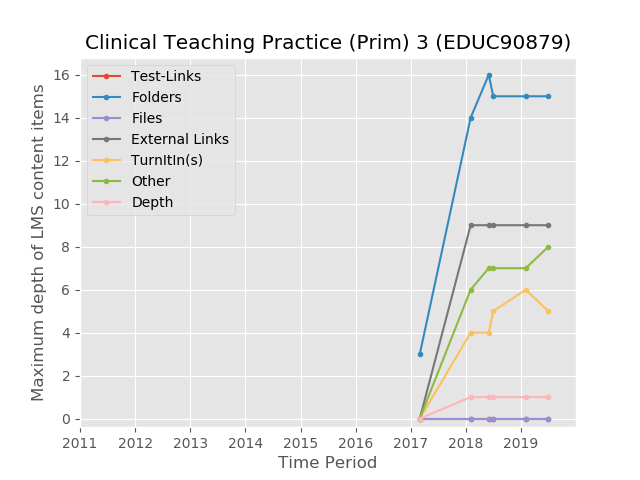 Clinical Teaching Practice (Prim) 3 (EDUC90879)
Maximum depth of LMS content items
16
14
12
10
8
6
4
2
0
Test-Links
Folders
Files
External Links
TurnItIn(s)
Other
Depth
2011 2012 2013 2014 2015 2016 2017 2018 2019
Time Period